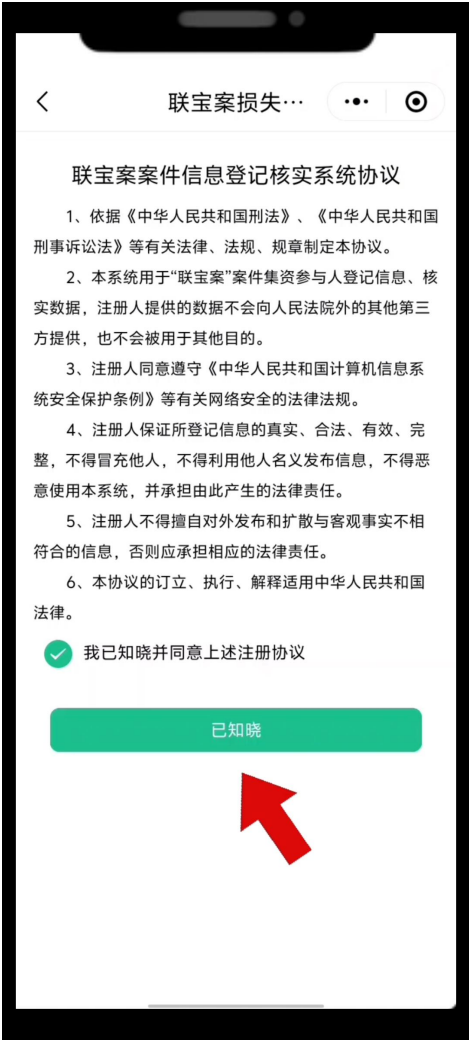 联宝案损失···
联宝案案件信息登记核实系统协议
1、依据《中华人民共和国刑法》、《中华人民共和国
刑事诉讼法》等有关法律、法规、规章制定本协议。
2、本系统用于“联宝案”案件集资参与人登记信息、核
实数据，注册人提供的数据不会向人民法院外的其他第三
方提供，也不会被用于其他目的。
3、注册人同意遵守《中华人民共和国计算机信息系
统安全保护条例》等有关网络安全的法律法规。
4、注册人保证所登记信息的真实、合法、有效、完
整，不得冒充他人，不得利用他人名义发布信息，不得恶
意使用本系统，并承担由此产生的法律责任。
5、注册人不得擅自对外发布和扩散与客观事实不相
符合的信息，否则应承担相应的法律责任。
6、本协议的订立、执行、解释适用中华人民共和国
法律。
我已知晓并同意上述注册协议
已知晓